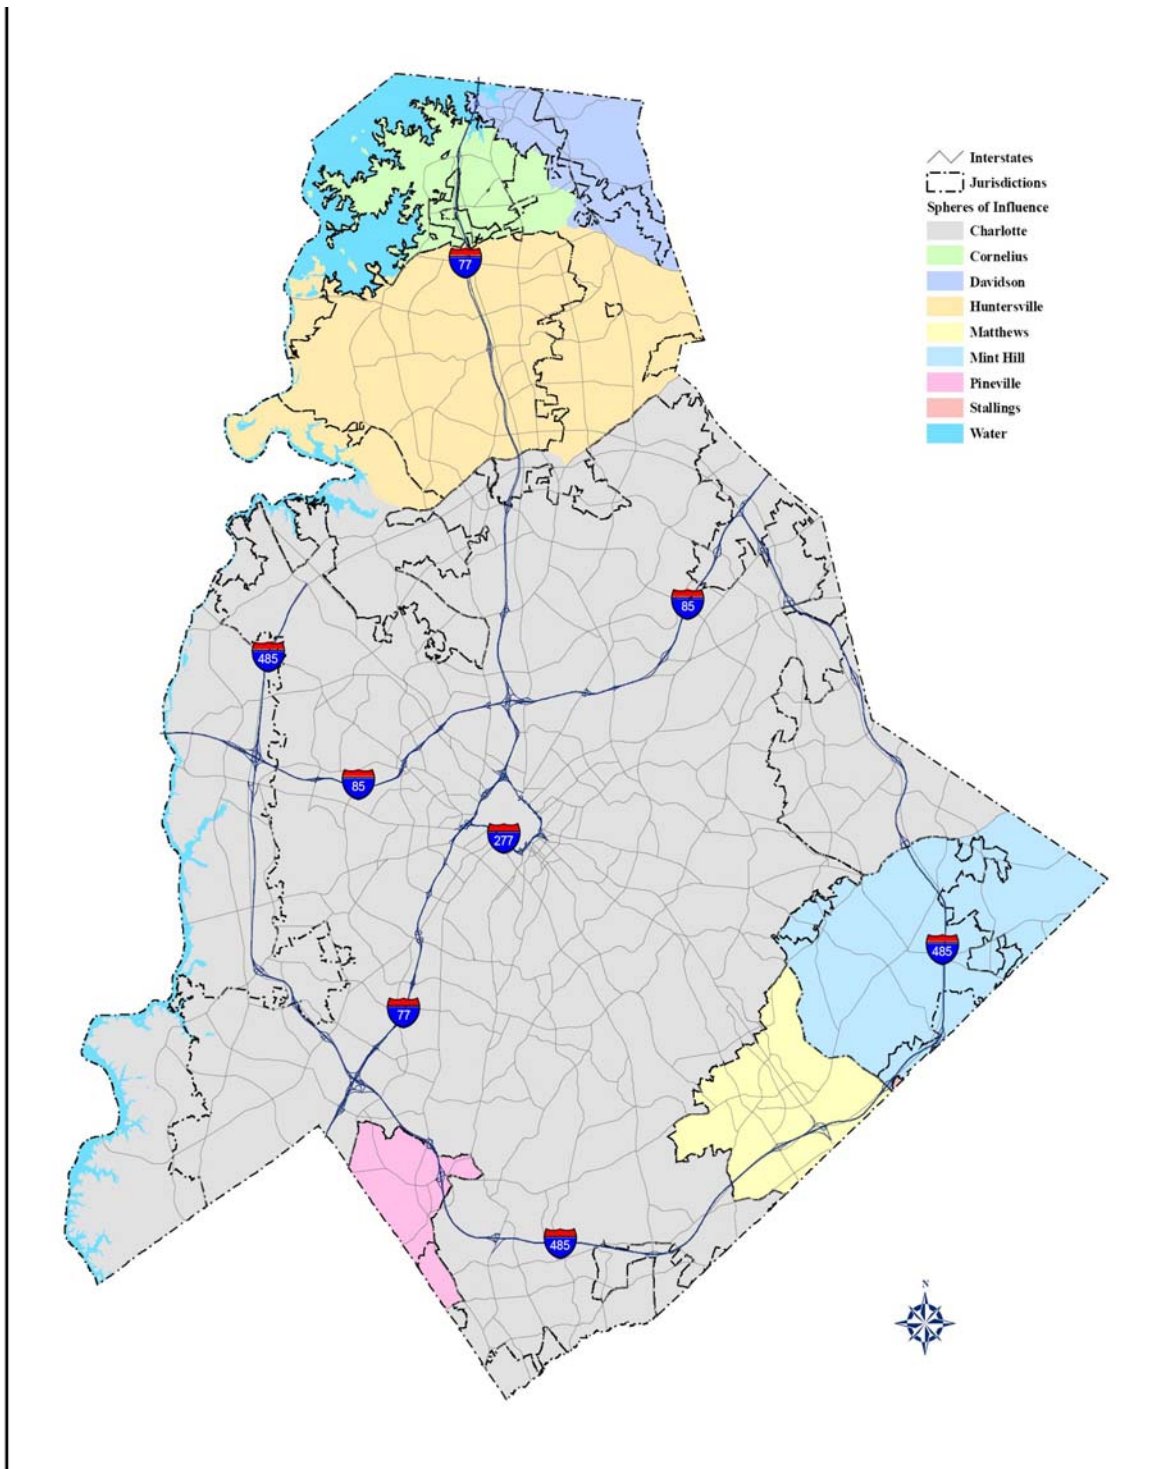 Interstates
Jurisdictions
Spheres of Influence
Charlotte
Cornelius
Davidson
Huntersville
Matthews
Mint Hill
Pineville
Stallings
Water
77
85
485
85
277
485
77
485
N